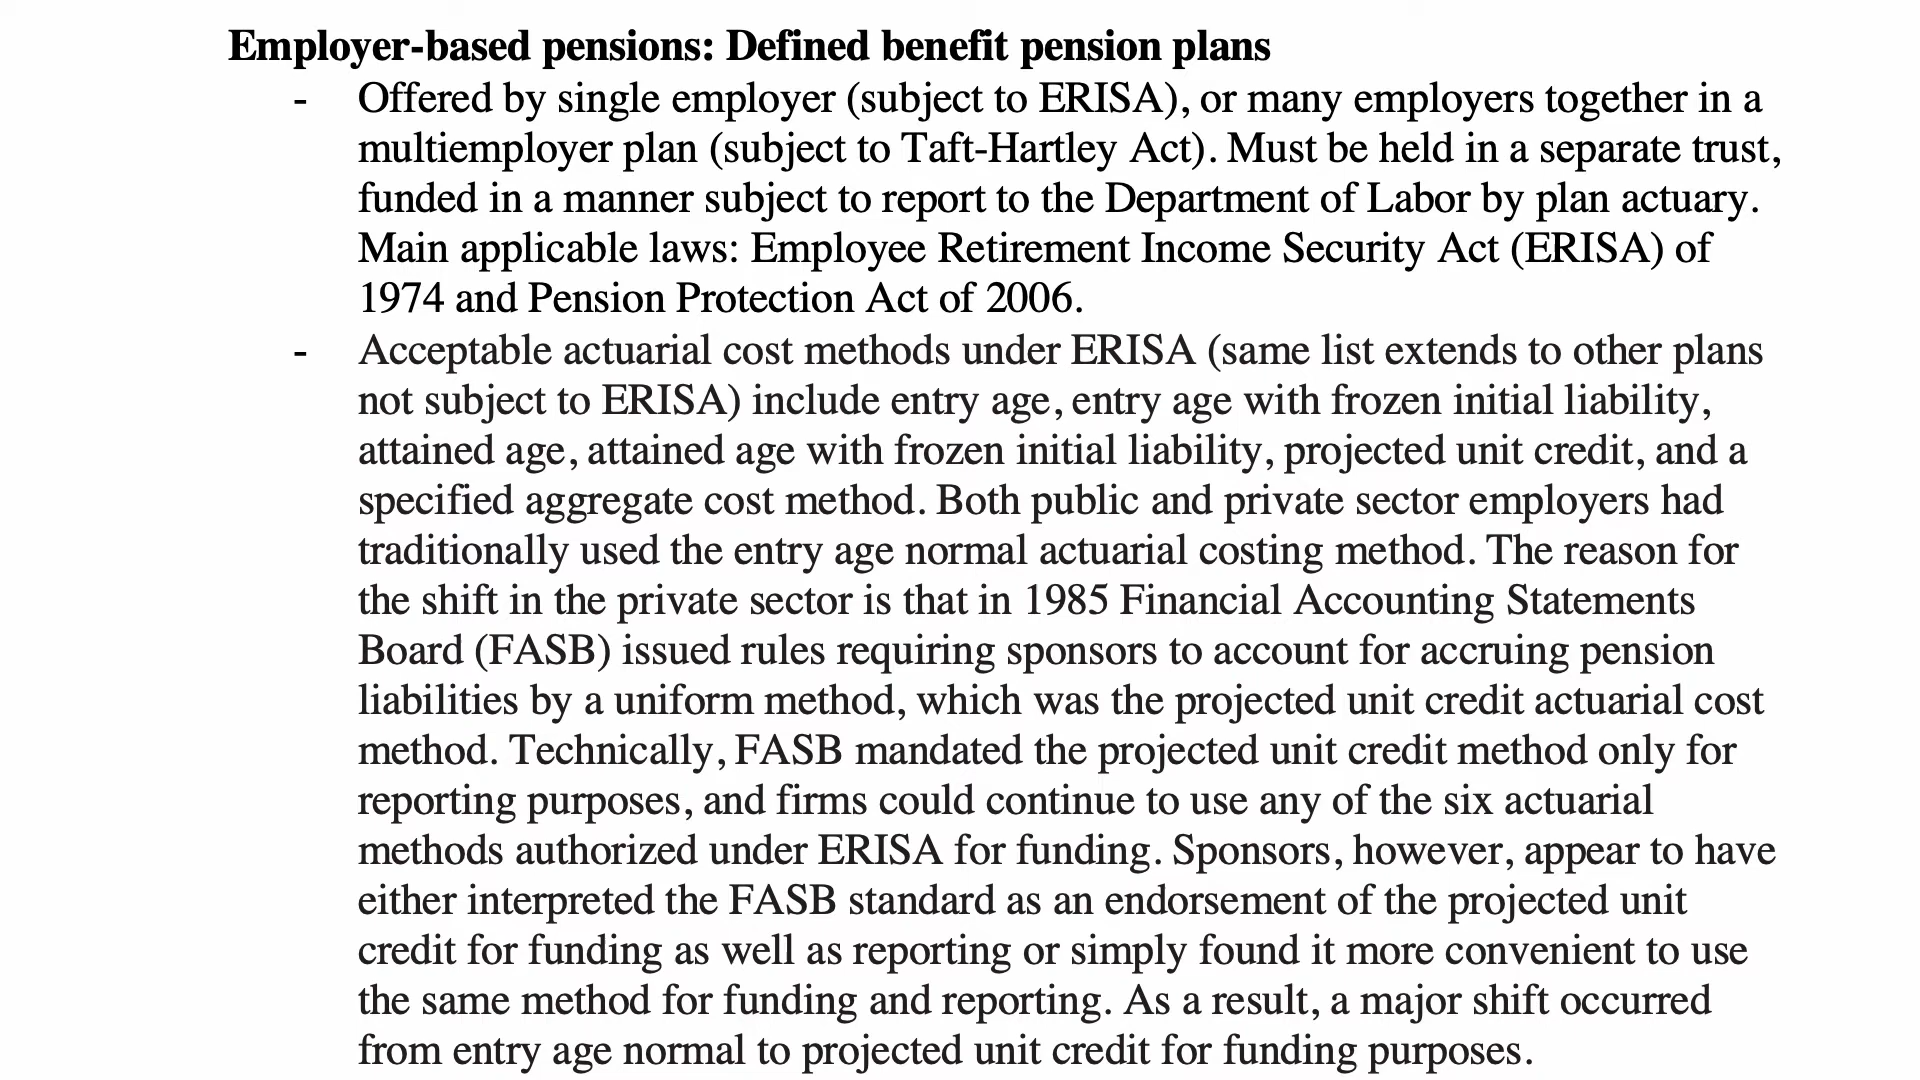 Employer-based pensions: Defined benefit pension plans
- Offered by single employer (subject to ERISA), or many employers together in a
multiemployer plan (subject to Taft-Hartley Act). Must be held in a separate trust,
funded in a manner subject to report to the Department of Labor by plan actuary.
Main applicable laws: Employee Retirement Income Security Act (ERISA) of
1974 and Pension Protection Act of 2006.
- Acceptable actuarial cost methods under ERISA (same list extends to other plans
not subject to ERISA) include entry age, entry age with frozen initial liability,
attained age, attained age with frozen initial liability, projected unit credit, and a
specified aggregate cost method. Both public and private sector employers had
traditionally used the entry age normal actuarial costing method. The reason for
the shift in the private sector is that in 1985 Financial Accounting Statements
Board (FASB) issued rules requiring sponsors to account for accruing pension
liabilities by a uniform method, which was the projected unit credit actuarial cost
method. Technically, FASB mandated the projected unit credit method only for
reporting purposes, and firms could continue to use any of the six actuarial
methods authorized under ERISA for funding. Sponsors, however, appear to have
either interpreted the FASB standard as an endorsement of the projected unit
credit for funding as well as reporting or simply found it more convenient to use
the same method for funding and reporting. As a result, a major shift occurred
from entry age normal to projected unit credit for funding purposes.